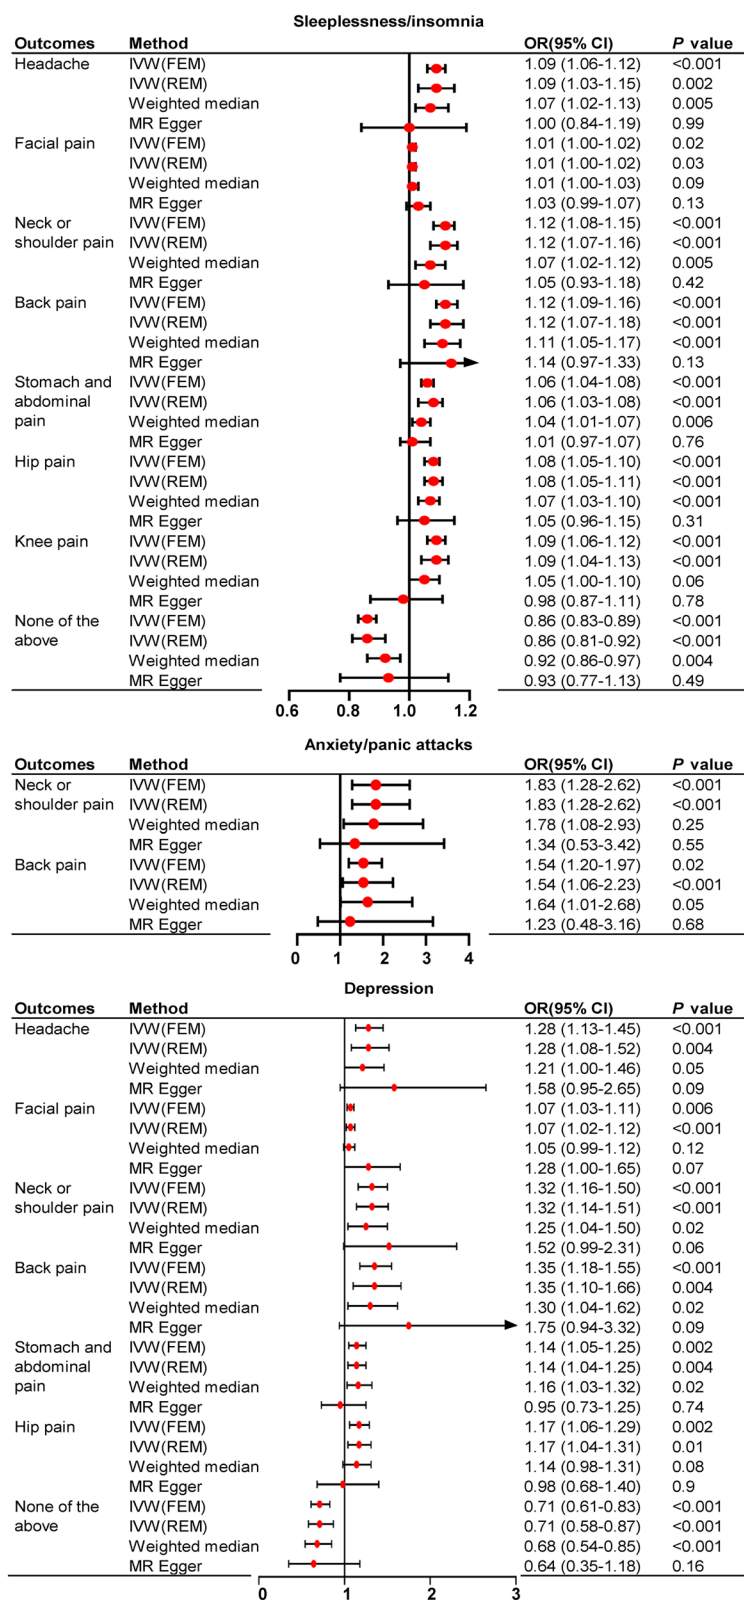 Sleeplessness/insomnia
Outcomes Method OR(95% CI) P value
Headache IVW(FEM) 1.09 (1.06-1.12) <0.001
IVW(REM) 1.09 (1.03-1.15) 0.002
Weighted median 1.07 (1.02-1.13) 0.005
MR Egger 1.00 (0.84-1.19) 0.99
Facial pain IVW(FEM) 1.01 (1.00-1.02) 0.02
IVW(REM) 1.01 (1.00-1.02) 0.03
Weighted median 1.01 (1.00-1.03) 0.09
MR Egger 1.03 (0.99-1.07) 0.13
Neck or IVW(FEM) 1.12 (1.08-1.15) <0.001
shoulder pain IVW(REM) 1.12 (1.07-1.16) <0.001
Weighted median 1.07 (1.02-1.12) 0.005
MR Egger 1.05 (0.93-1.18) 0.42
Back pain IVW(FEM) 1.12 (1.09-1.16) <0.001
IVW(REM) 1.12 (1.07-1.18) <0.001
Weighted median 1.11 (1.05-1.17) <0.001
MR Egger 1.14 (0.97-1.33) 0.13
Stomach and IVW(FEM) 1.06 (1.04-1.08) <0.001
abdominal IVW(REM) 1.06 (1.03-1.08) <0.001
pain Weighted median 1.04 (1.01-1.07) 0.006
MR Egger 1.01 (0.97-1.07) 0.76
Hip pain IVW(FEM) 1.08 (1.05-1.10) <0.001
IVW(REM) 1.08 (1.05-1.11) <0.001
Weighted median 1.07 (1.03-1.10) <0.001
MR Egger 1.05 (0.96-1.15) 0.31
Knee pain IVW(FEM) 1.09 (1.06-1.12) <0.001
IVW(REM) 1.09 (1.04-1.13) <0.001
Weighted median 1.05 (1.00-1.10) 0.06
MR Egger 0.98 (0.87-1.11) 0.78
None of the IVW(FEM) 0.86 (0.83-0.89) <0.001
above IVW(REM) 0.86 (0.81-0.92) <0.001
Weighted median 0.92 (0.86-0.97) 0.004
MR Egger 0.93 (0.77-1.13) 0.49
0.6 0.8 1.0 1.2
Anxiety/panic attacks
Outcomes Method OR(95% CI) P value
Neck or IVW(FEM) 1.83 (1.28-2.62) <0.001
shoulder pain IVW(REM) 1.83 (1.28-2.62) <0.001
Weighted median 1.78 (1.08-2.93) 0.25
MR Egger 1.34 (0.53-3.42) 0.55
Back pain IVW(FEM) 1.54 (1.20-1.97) 0.02
IVW(REM) 1.54 (1.06-2.23) <0.001
Weighted median 1.64 (1.01-2.68) 0.05
MR Egger 1.23 (0.48-3.16) 0.68
0 1 2 3 4
Depression
Outcomes Method OR(95% CI) P value
Headache IVW(FEM) 1.28 (1.13-1.45) <0.001
IVW(REM) 1.28 (1.08-1.52) 0.004
Weighted median 1.21 (1.00-1.46) 0.05
MR Egger 1.58 (0.95-2.65) 0.09
Facial pain IVW(FEM) 1.07 (1.03-1.11) 0.006
IVW(REM) 1.07 (1.02-1.12) <0.001
Weighted median 1.05 (0.99-1.12) 0.12
MR Egger 1.28 (1.00-1.65) 0.07
Neck or IVW(FEM) 1.32 (1.16-1.50) <0.001
shoulder pain IVW(REM) 1.32 (1.14-1.51) <0.001
Weighted median 1.25 (1.04-1.50) 0.02
MR Egger 1.52 (0.99-2.31) 0.06
Back pain IVW(FEM) 1.35 (1.18-1.55) <0.001
IVW(REM) 1.35 (1.10-1.66) 0.004
Weighted median 1.30 (1.04-1.62) 0.02
MR Egger 1.75 (0.94-3.32) 0.09
Stomach and IVW(FEM) 1.14 (1.05-1.25) 0.002
abdominal IVW(REM) 1.14 (1.04-1.25) 0.004
pain Weighted median 1.16 (1.03-1.32) 0.02
MR Egger 0.95 (0.73-1.25) 0.74
Hip pain IVW(FEM) 1.17 (1.06-1.29) 0.002
IVW(REM) 1.17 (1.04-1.31) 0.01
Weighted median 1.14 (0.98-1.31) 0.08
MR Egger 0.98 (0.68-1.40) 0.9
None of the IVW(FEM) 0.71 (0.61-0.83) <0.001
above IVW(REM) 0.71 (0.58-0.87) <0.001
Weighted median 0.68 (0.54-0.85) <0.001
MR Egger 0.64 (0.35-1.18) 0.16
0 1 2 3